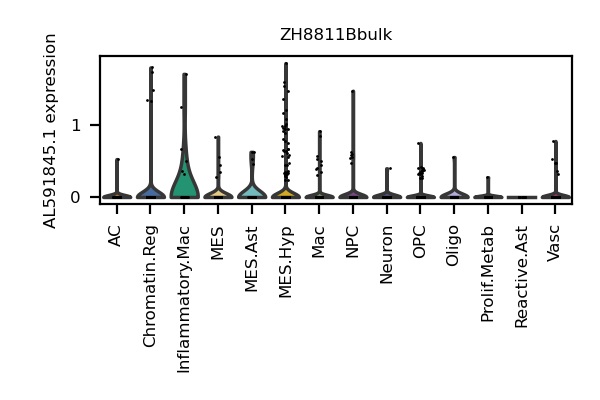 ZH8811Bbulk
AL591845.1 expression
1
0
AC
Chromatin.Reg
Inflammatory.Mac
MES
MES.Ast
MES.Hyp
Mac
NPC
Neuron
OPC
Oligo
Prolif.Metab
Reactive.Ast
Vasc